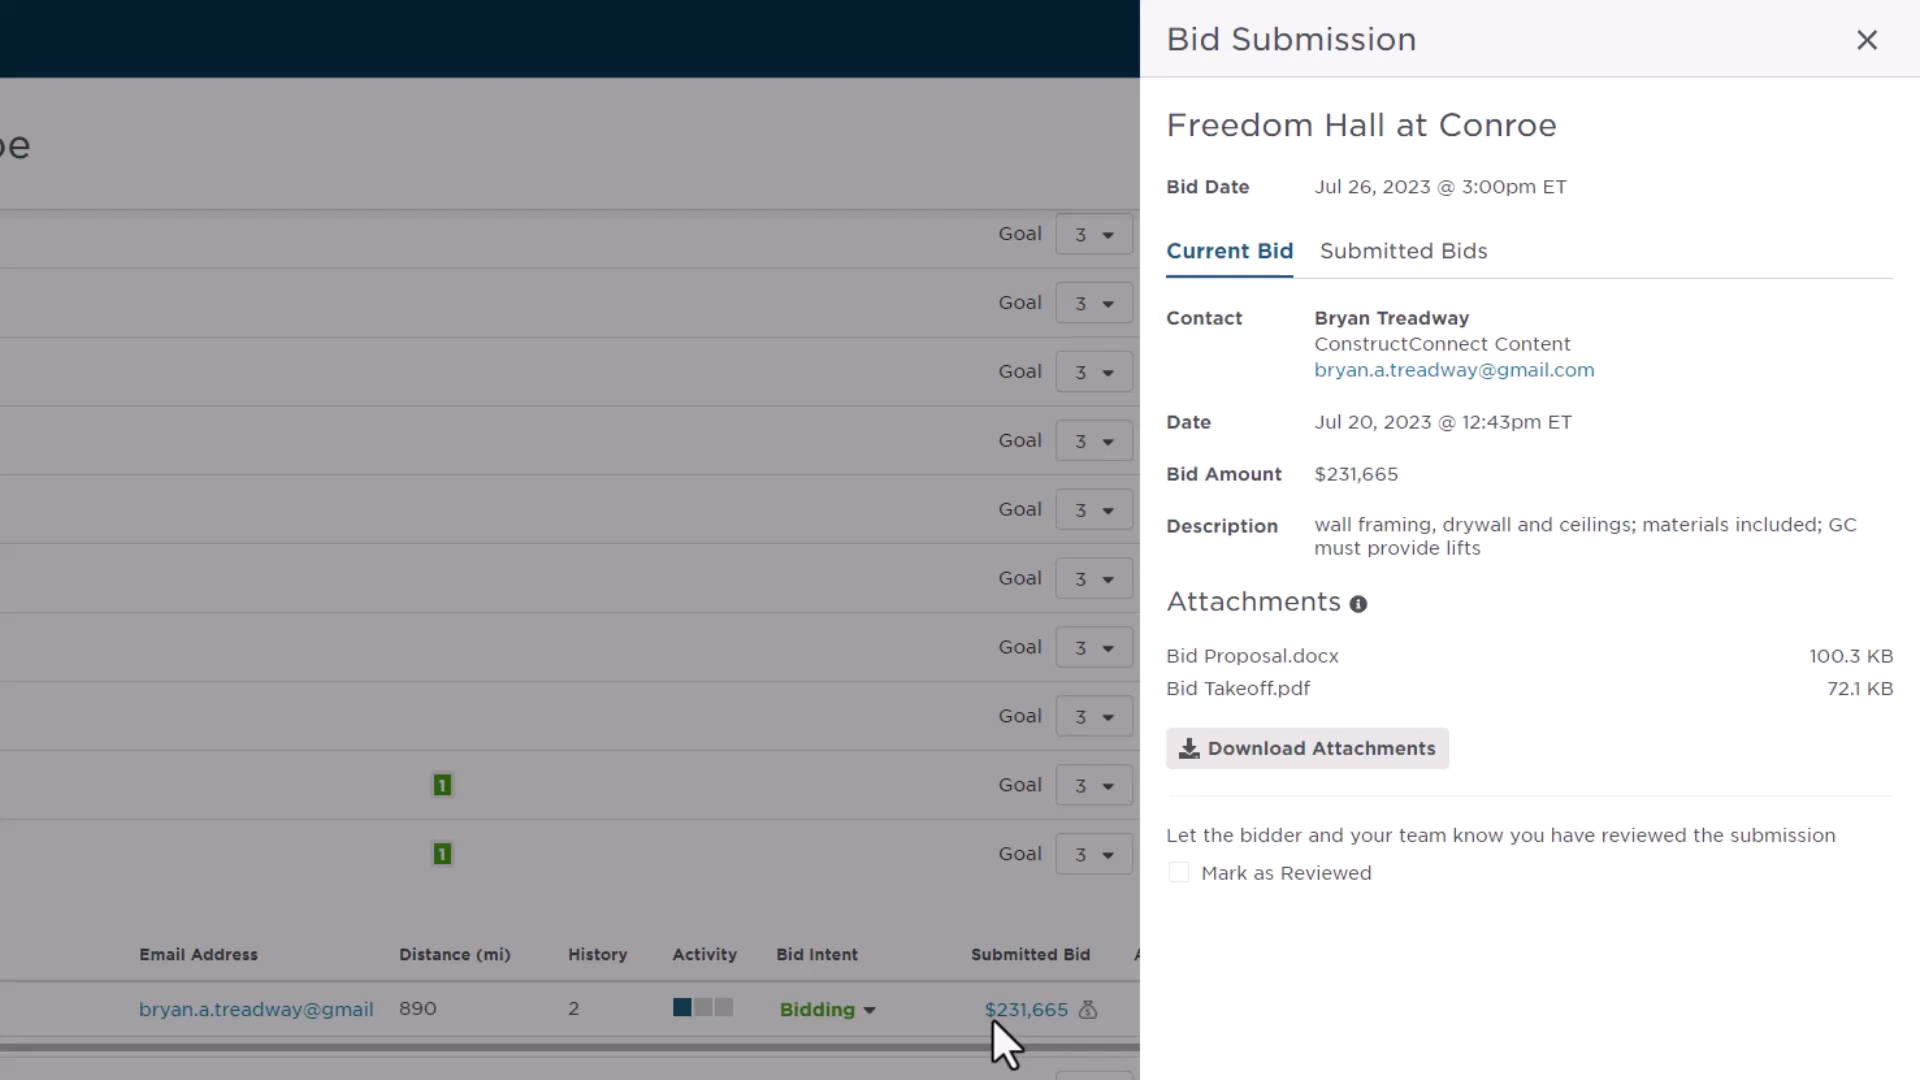 Bid Submission
Freedom Hall at Conroe
Bid Date Jul 26, 2023 @ 3:00pm ET
Current Bid Submitted Bids
Contact Bryan Treadway
ConstructConnect Content
bryan.a.treadway@gmail.com
Date Jul 20, 2023 @ 12:43pm ET
Bid Amount $231,665
Description wall framing, drywall and ceilings; materials included; GC
must provide lifts
Attachments
Bid Proposal.docx 100.3 KB
Bid Takeoff.pdf 72.1 KB
Download Attachments
Let the bidder and your team know you have reviewed the submission
Mark as Reviewed
Goal 3
Goal 3
Goal 3
Goal 3
Goal 3
Goal 3
Goal 3
Goal 3
1 Goal 3
1 Goal 3
Email Address Distance (mi) History Activity Bid Intent Submitted Bid
bryan.a.treadway@gmail 890 2 Bidding $231,665